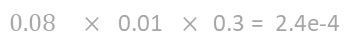 0.08 × 0.01 × 0.3 = 2.4e-4